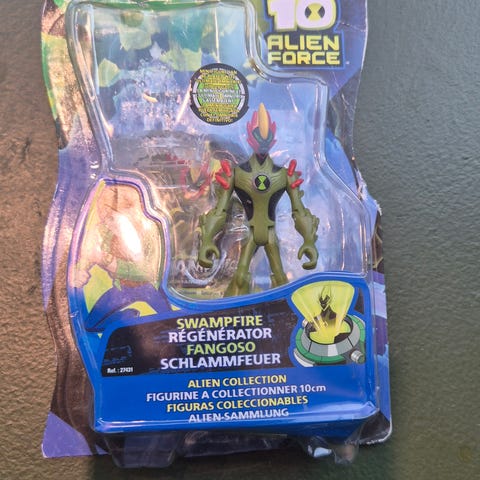 10
ALIEN
FORCE
SWAMPFIRE
RÉGÉNÉRATOR
FANGOSO
SCHLAMMFEUER
Ref. : 27431
ALIEN COLLECTION
FIGURINE A COLLECTIONNER 10cm
FIGURAS COLECCIONABLES
ALIEN-SAMMLUNG